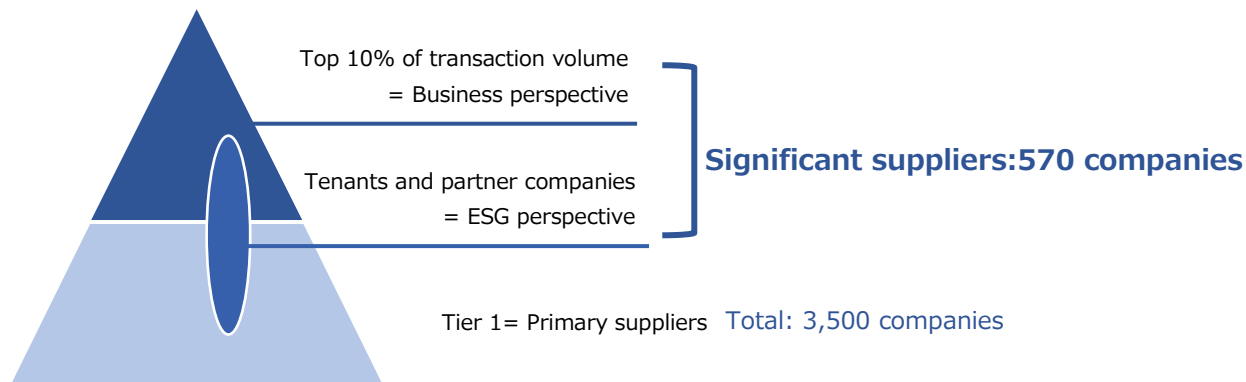 Top 10% of transaction volume
= Business perspective
Significant suppliers:570 companies
Tenants and partner companies
= ESG perspective
Tier 1= Primary suppliers Total: 3,500 companies